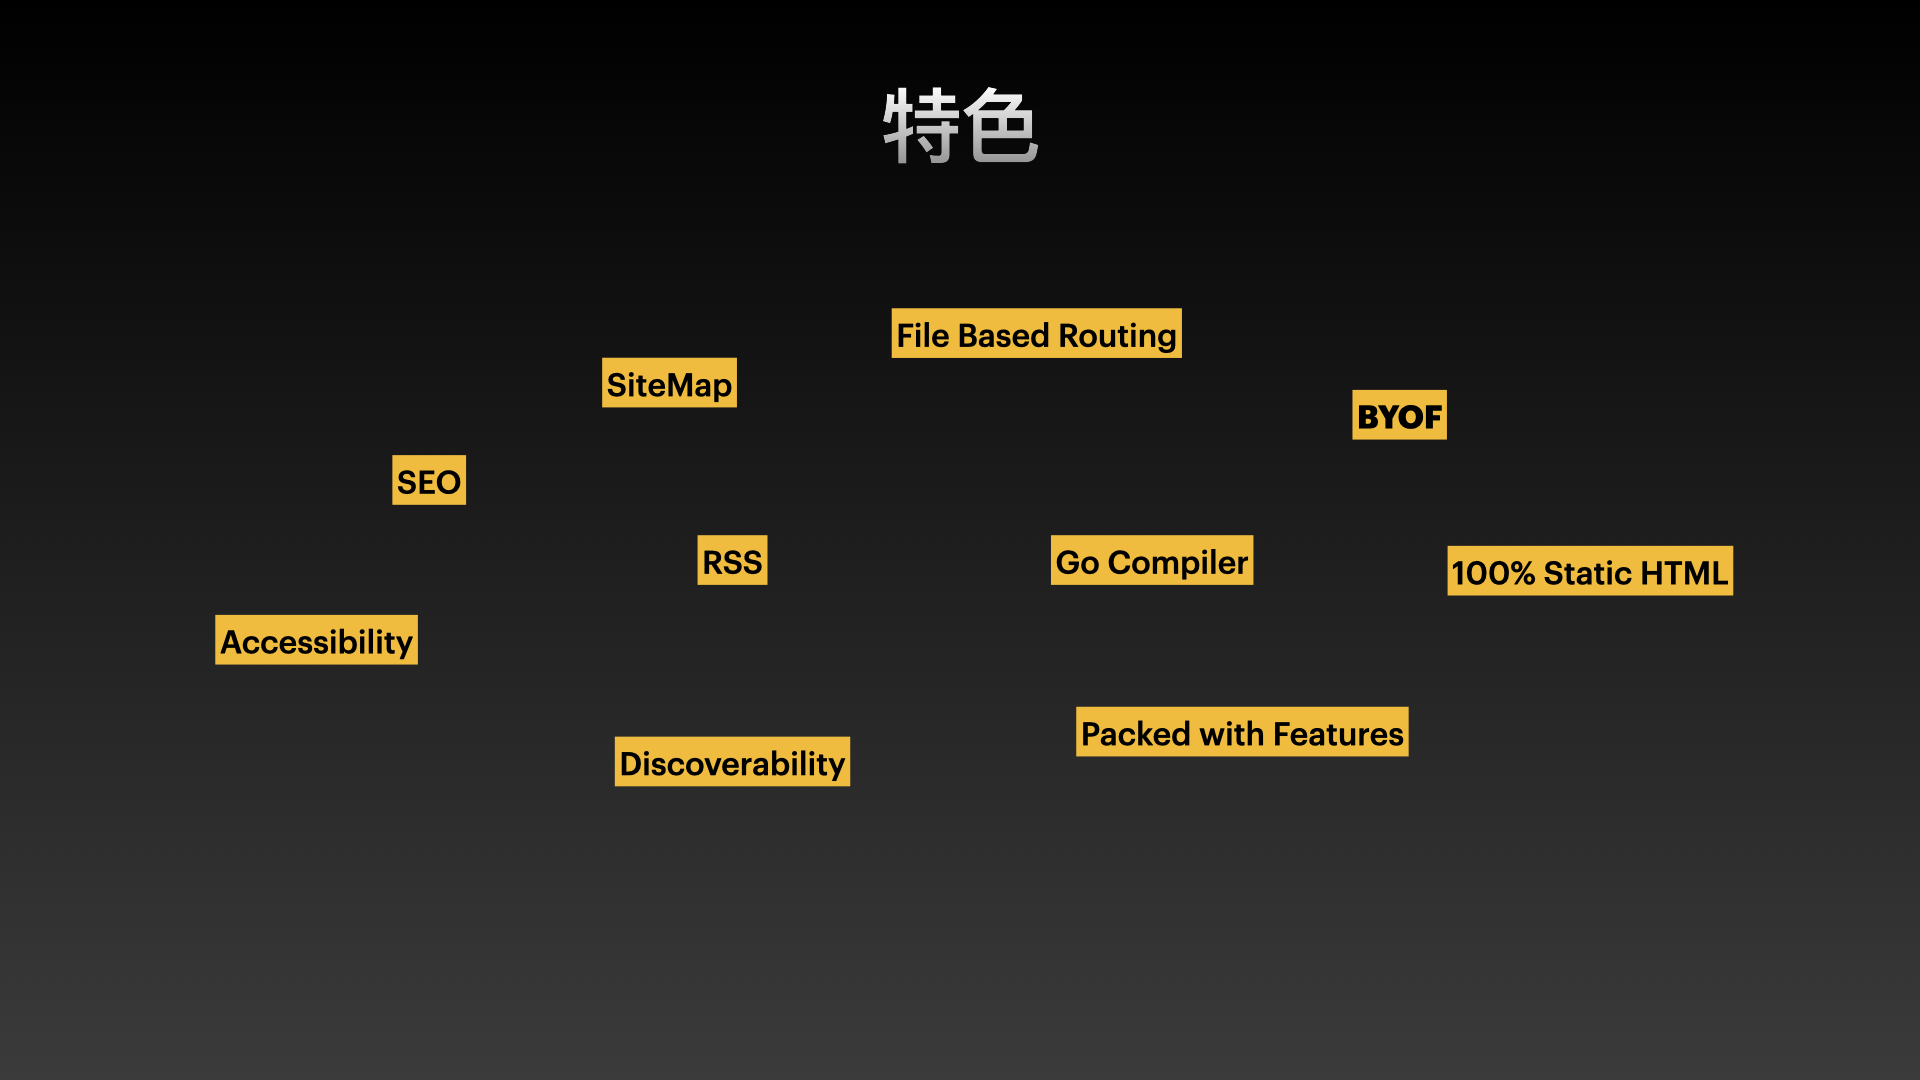 特色
File Based Routing
SiteMap
BYOF
SEO
RSS
Go Compiler
100% Static HTML
Accessibility
Packed with Features
Discoverability